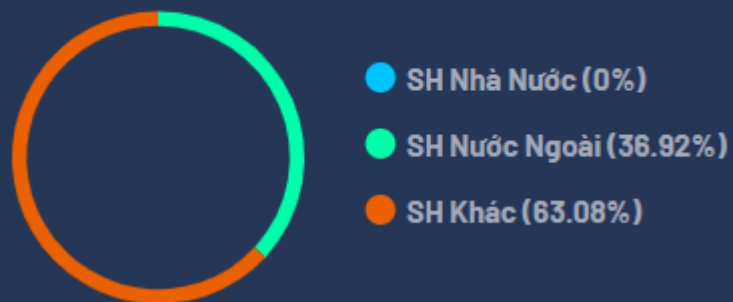 SH Nhà Nước (0%)
SH Nước Ngoài (36.92%)
SH Khác (63.08%)